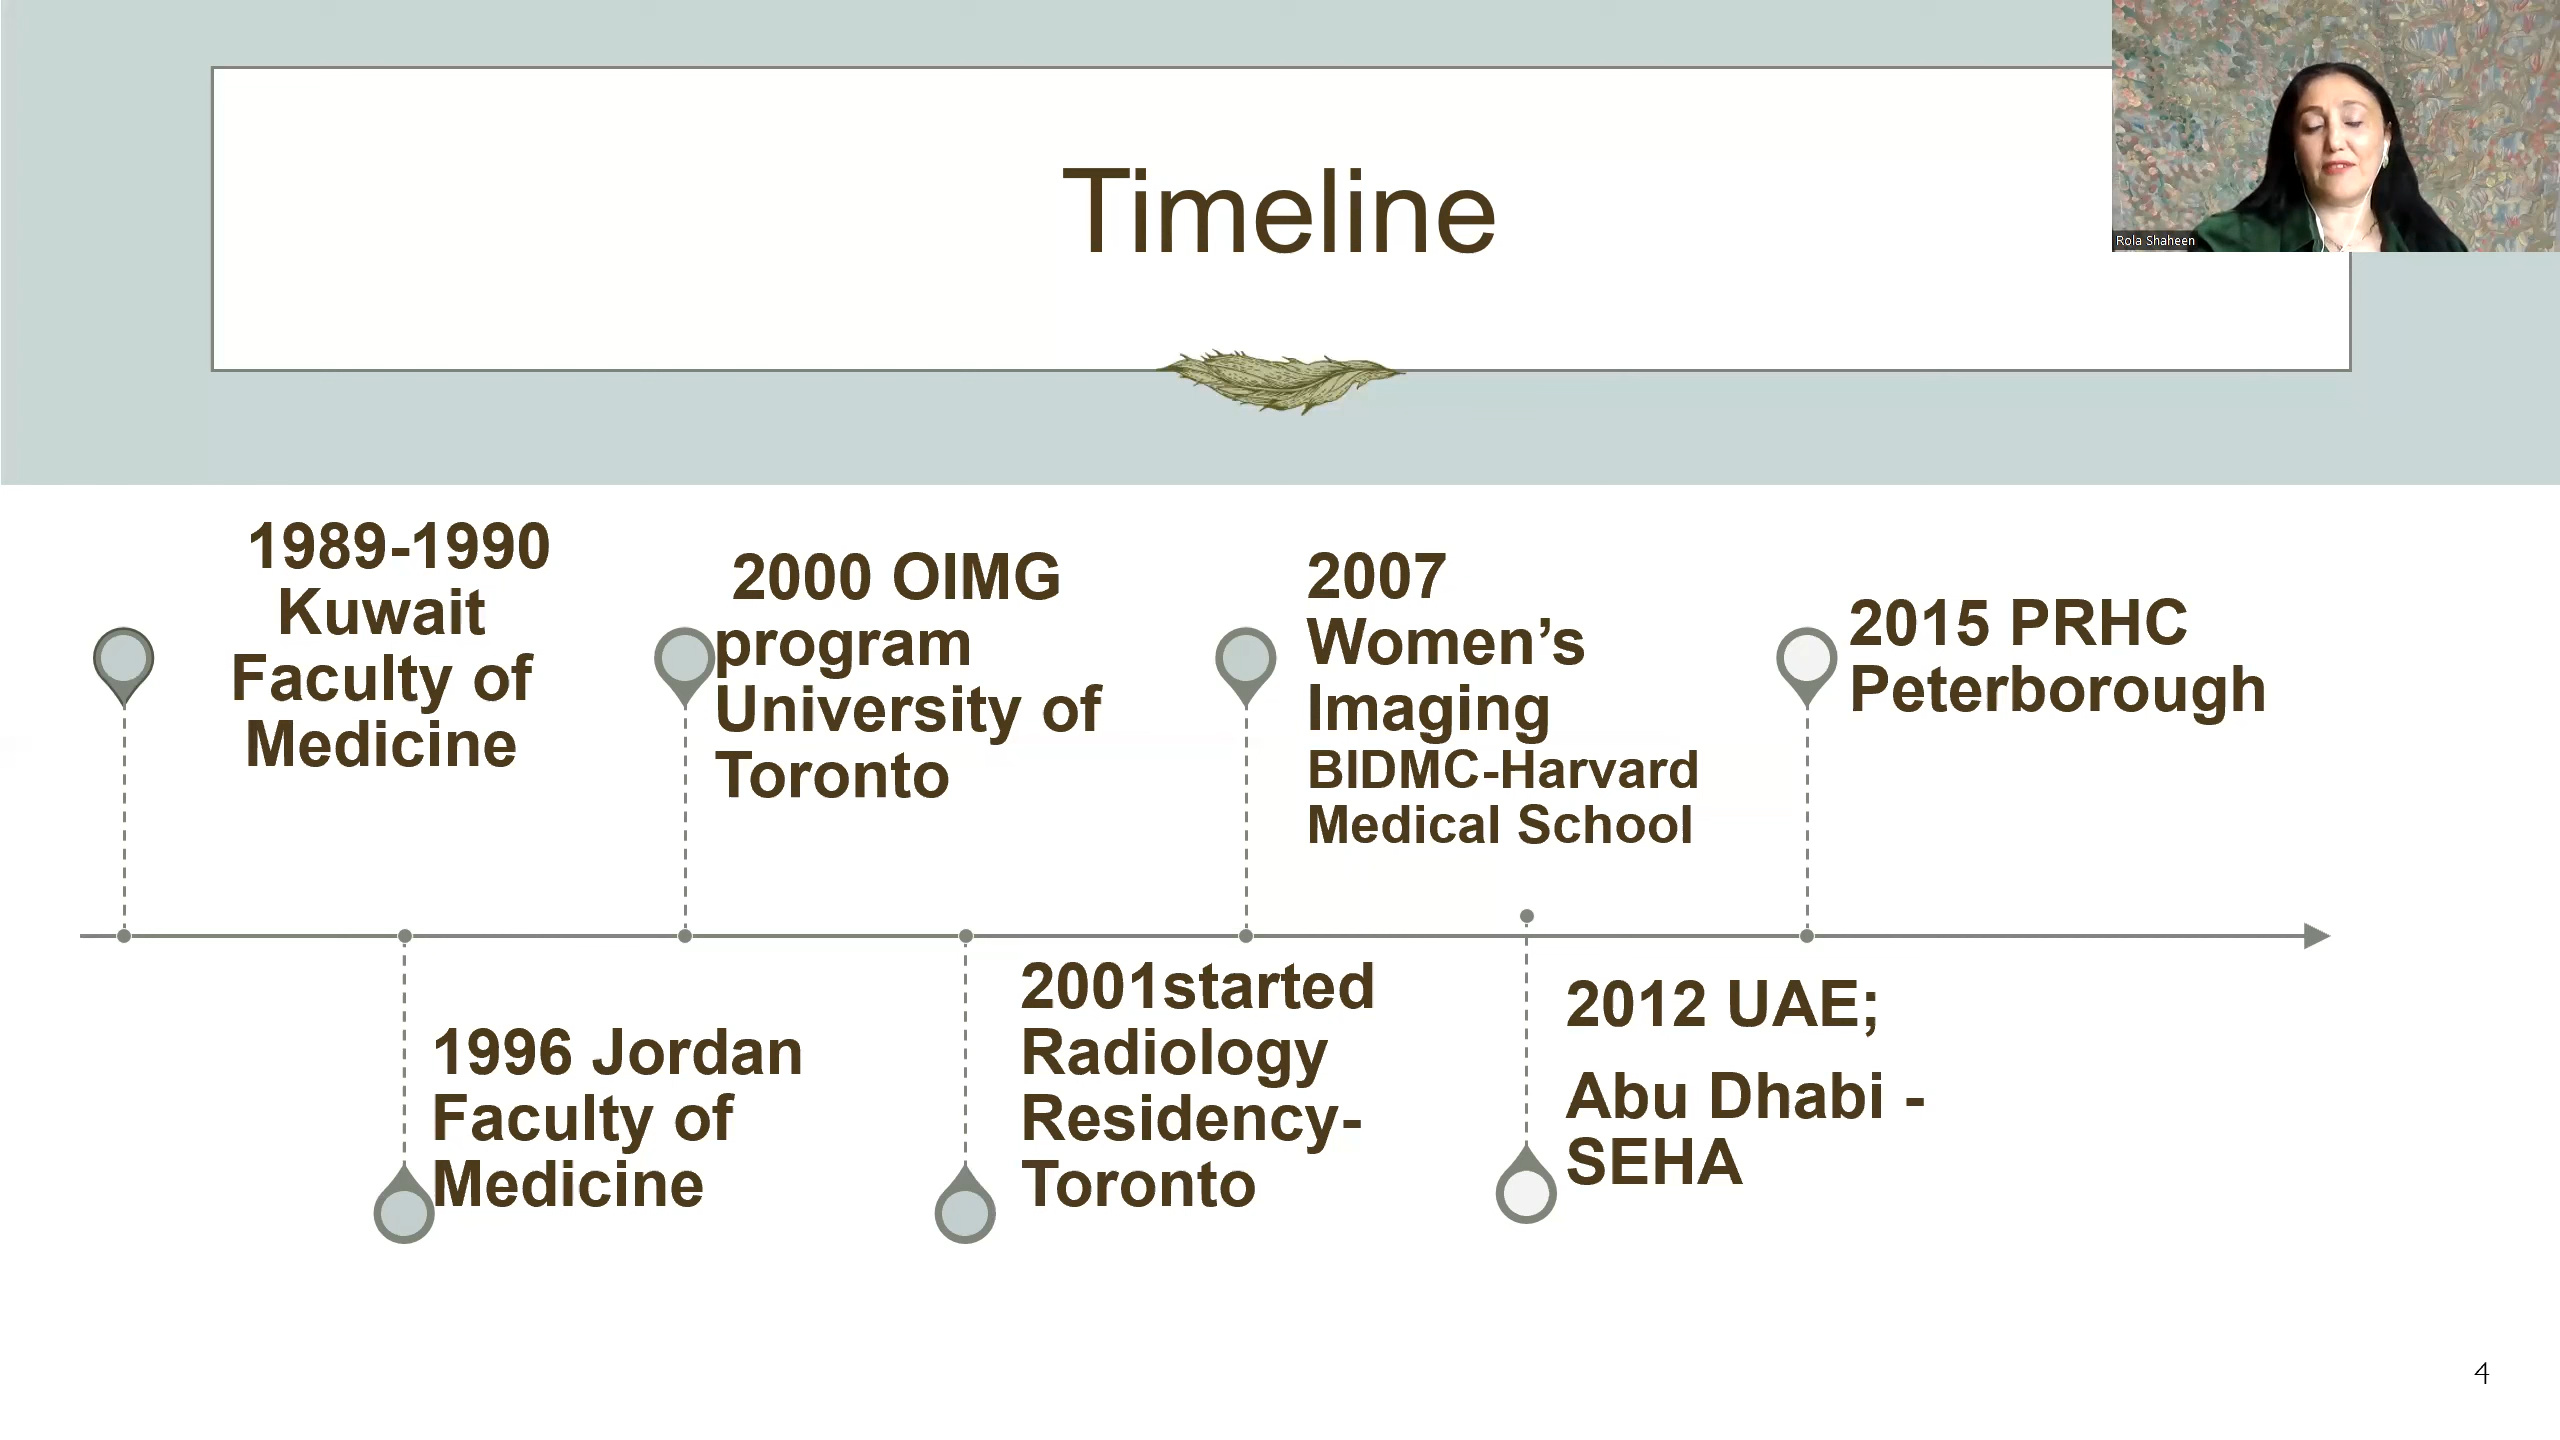 Timeline
Rola Shaheen
1989-1990
Kuwait
Faculty of
Medicine
2000 OIMG
program
University of
Toronto
2007
Women’s
Imaging
BIDMC-Harvard
Medical School
2015 PRHC
Peterborough
1996 Jordan
Faculty of
Medicine
2001started
Radiology
Residency-
Toronto
2012 UAE;
Abu Dhabi -
SEHA
4